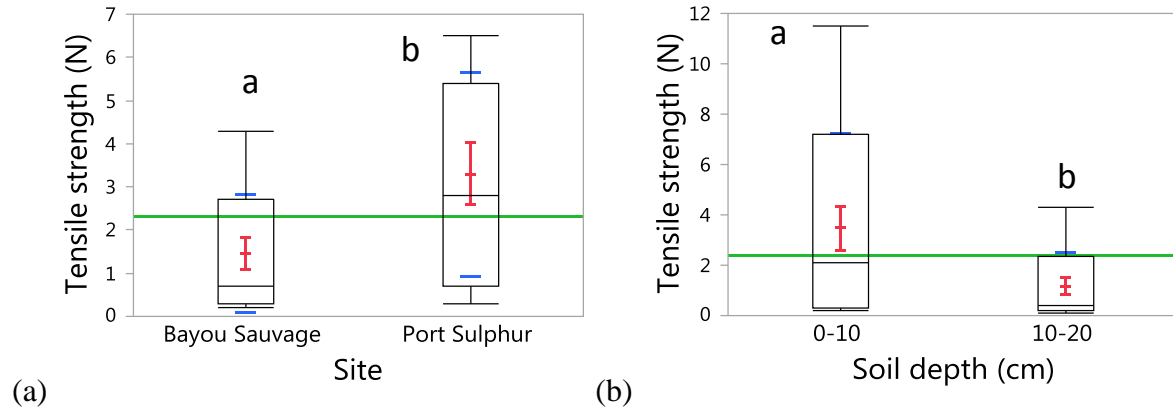 Tensile strength (N)
7
6
5
4
3
2
1
0
a
b
Bayou Sauvage
Port Sulphur
Site
(a)
Tensile strength (N)
12
10
8
6
4
2
0
a
b
0-10
10-20
Soil depth (cm)
(b)